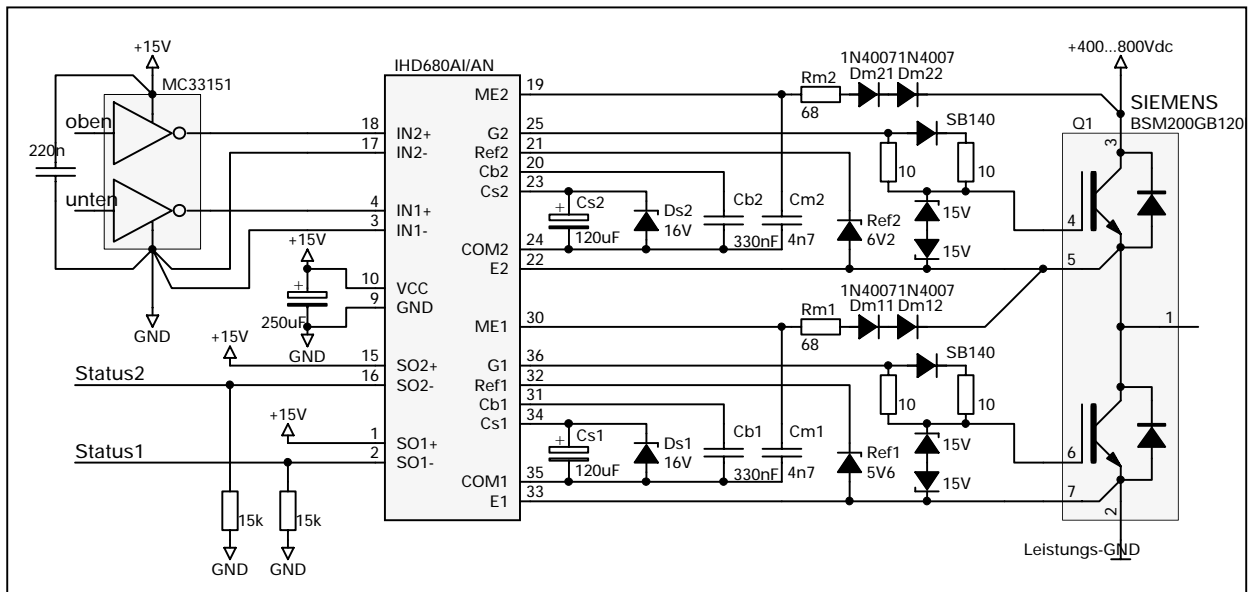 +15V
MC33151
oben
220n
unten
GND
IHD680AI/AN
18 IN2+
17 IN2-
4 IN1+
3 IN1-
+15V
250uF
GND
10 VCC
9 GND
+15V
15 SO2+
Status2 16 SO2-
+15V
1 SO1+
Status1 2 SO1-
15k
15k
GND
GND
ME2 19
G2 25
Ref2 21
Cb2 20
Cs2 23
COM2 24
E2 22
ME1 30
G1 36
Ref1 32
Cb1 31
Cs1 34
COM1 35
E1 33
1N4007 1N4007
Rm2 Dm21 Dm22
68
SB140
10
10
+
Cs2
120uF
Ds2
16V
Cb2
330nF
Cm2
4n7
Ref2
6V2
15V
15V
1N4007 1N4007
Rm1 Dm11 Dm12
68
SB140
10
10
+
Cs1
120uF
Ds1
16V
Cb1
330nF
Cm1
4n7
Ref1
5V6
15V
15V
+400...800Vdc
SIEMENS
BSM200GB120
Q1
3
4
5
1
6
7
2
Leistungs-GND